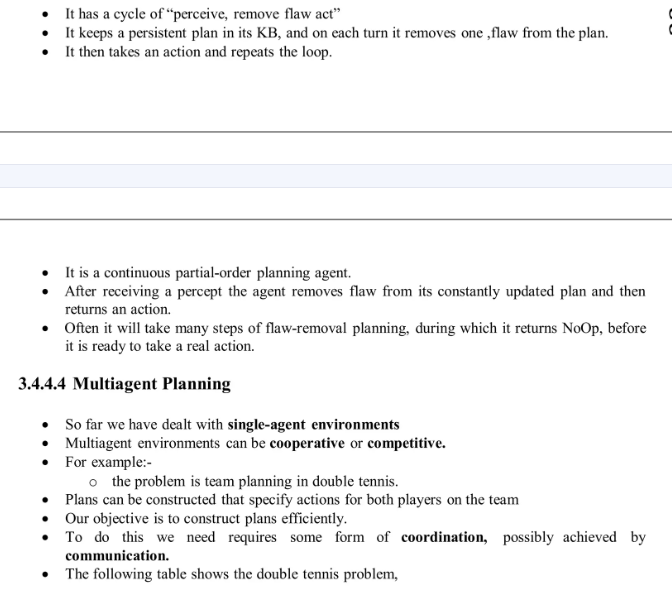 • It has a cycle of “perceive, remove flaw act”
• It keeps a persistent plan in its KB, and on each turn it removes one ,flaw from the plan.
• It then takes an action and repeats the loop.
• It is a continuous partial-order planning agent.
• After receiving a percept the agent removes flaw from its constantly updated plan and then
returns an action.
• Often it will take many steps of flaw-removal planning, during which it returns NoOp, before
it is ready to take a real action.
3.4.4.4 Multiagent Planning
• So far we have dealt with single-agent environments
• Multiagent environments can be cooperative or competitive.
• For example:-
o the problem is team planning in double tennis.
• Plans can be constructed that specify actions for both players on the team
• Our objective is to construct plans efficiently.
• To do this we need requires some form of coordination, possibly achieved by
communication.
• The following table shows the double tennis problem,